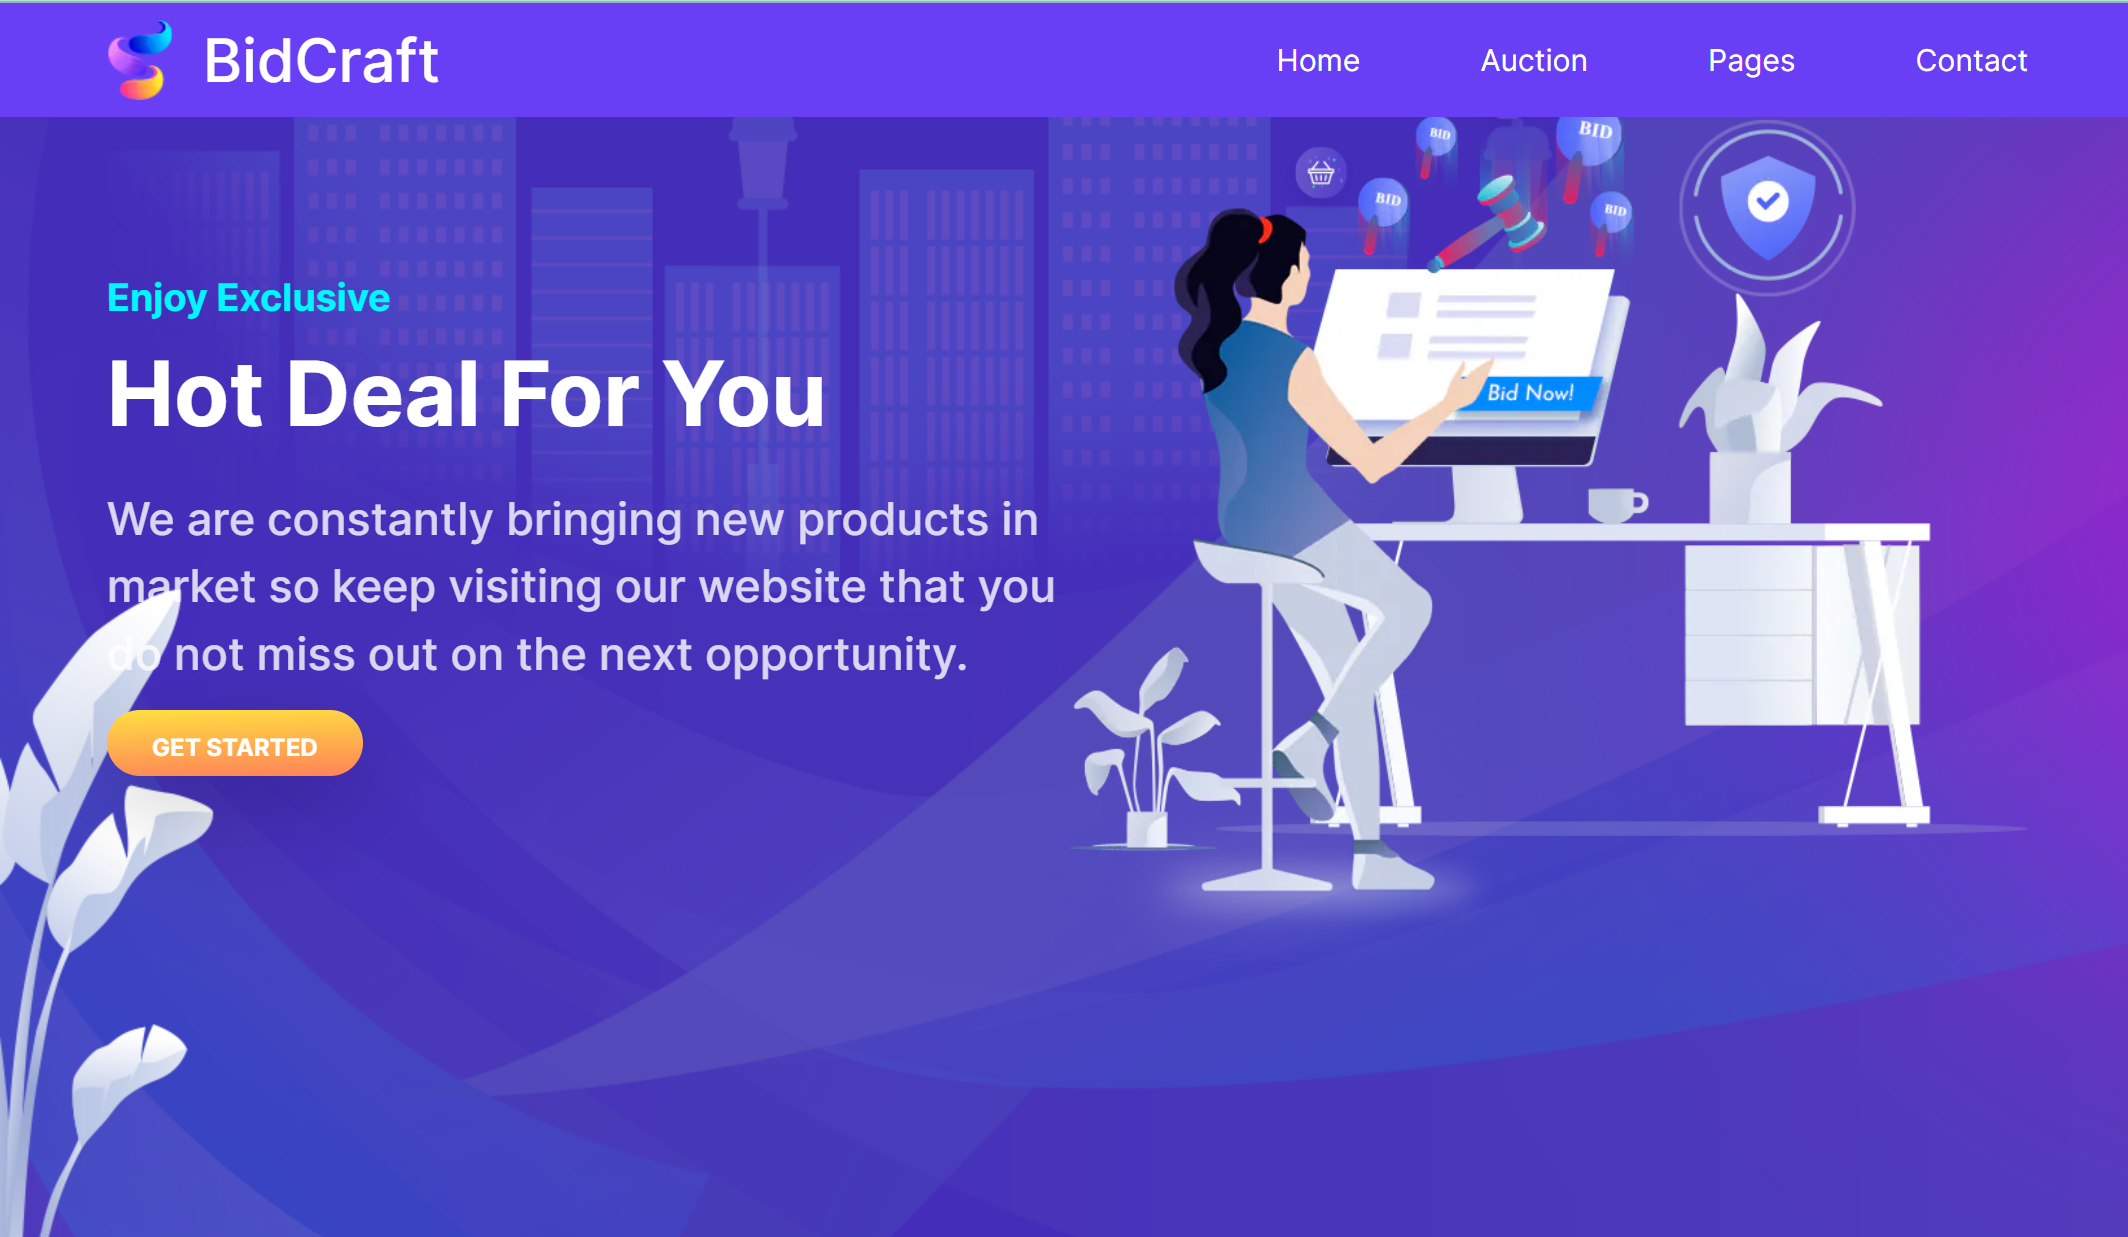 BidCraft
Home
Auction
Pages
Contact
BID
BID
BID
BID
Enjoy Exclusive
Hot Deal For You
Bid Now!
We are constantly bringing new products in
market so keep visiting our website that you
do not miss out on the next opportunity.
GET STARTED